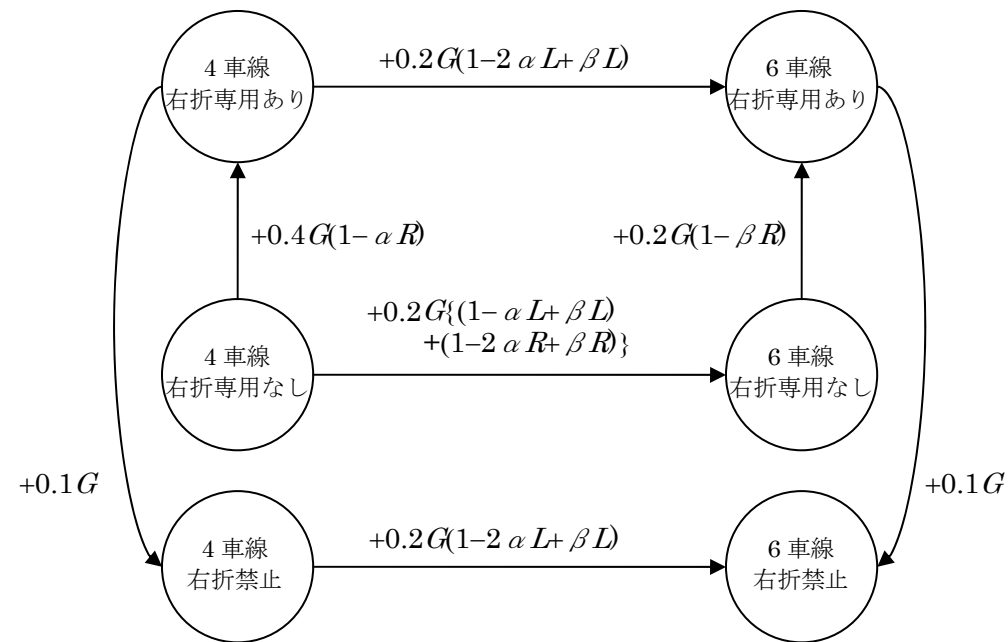 +0.2G(1−2αL+βL)
4 車線
右折専用あり
6 車線
右折専用あり
+0.4G(1−αR)
+0.2G(1−βR)
+0.2G{(1−αL+βL)
+(1−2αR+βR)}
4 車線
右折専用なし
6 車線
右折専用なし
+0.1G
+0.1G
+0.2G(1−2αL+βL)
4 車線
右折禁止
6 車線
右折禁止